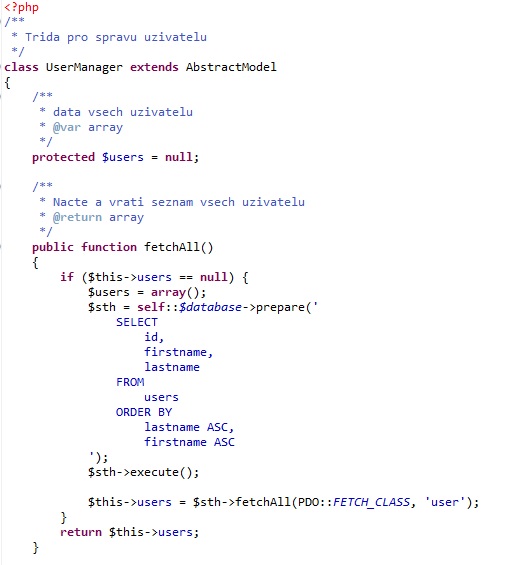 <?php
/**
 * Trida pro spravu uzivatelu
 */
class UserManager extends AbstractModel
{
    /**
     * data vsech uzivatelu
     * @var array
     */
    protected $users = null;

    /**
     * Nacte a vrati seznam vsech uzivatelu
     * @return array
     */
    public function fetchAll()
    {
        if ($this->users == null) {
            $users = array();
            $sth = self::$database->prepare('
                SELECT
                    id,
                    firstname,
                    lastname
                FROM
                    users
                ORDER BY
                    lastname ASC,
                    firstname ASC
            ');
            $sth->execute();

            $this->users = $sth->fetchAll(PDO::FETCH_CLASS, 'user');
        }
        return $this->users;
    }